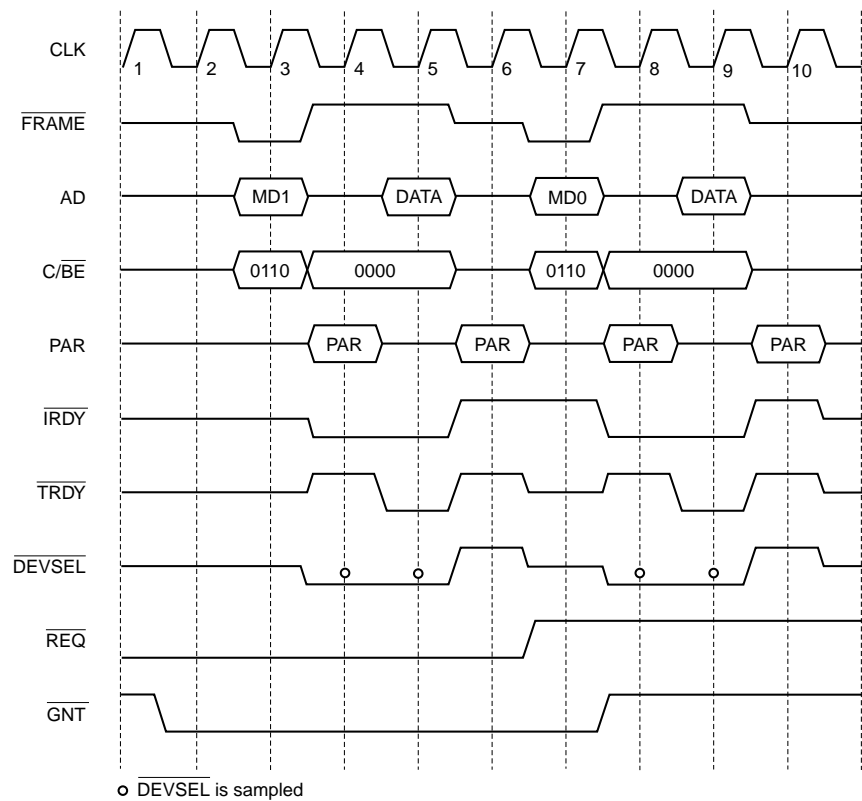 CLK
1 2 3 4 5 6 7 8 9 10
FRAME
AD MD1 DATA MD0 DATA
C/BE 0110 0000 0110 0000
PAR PAR PAR PAR PAR
IRDY
TRDY
DEVSEL
REQ
GNT
DEVSEL is sampled